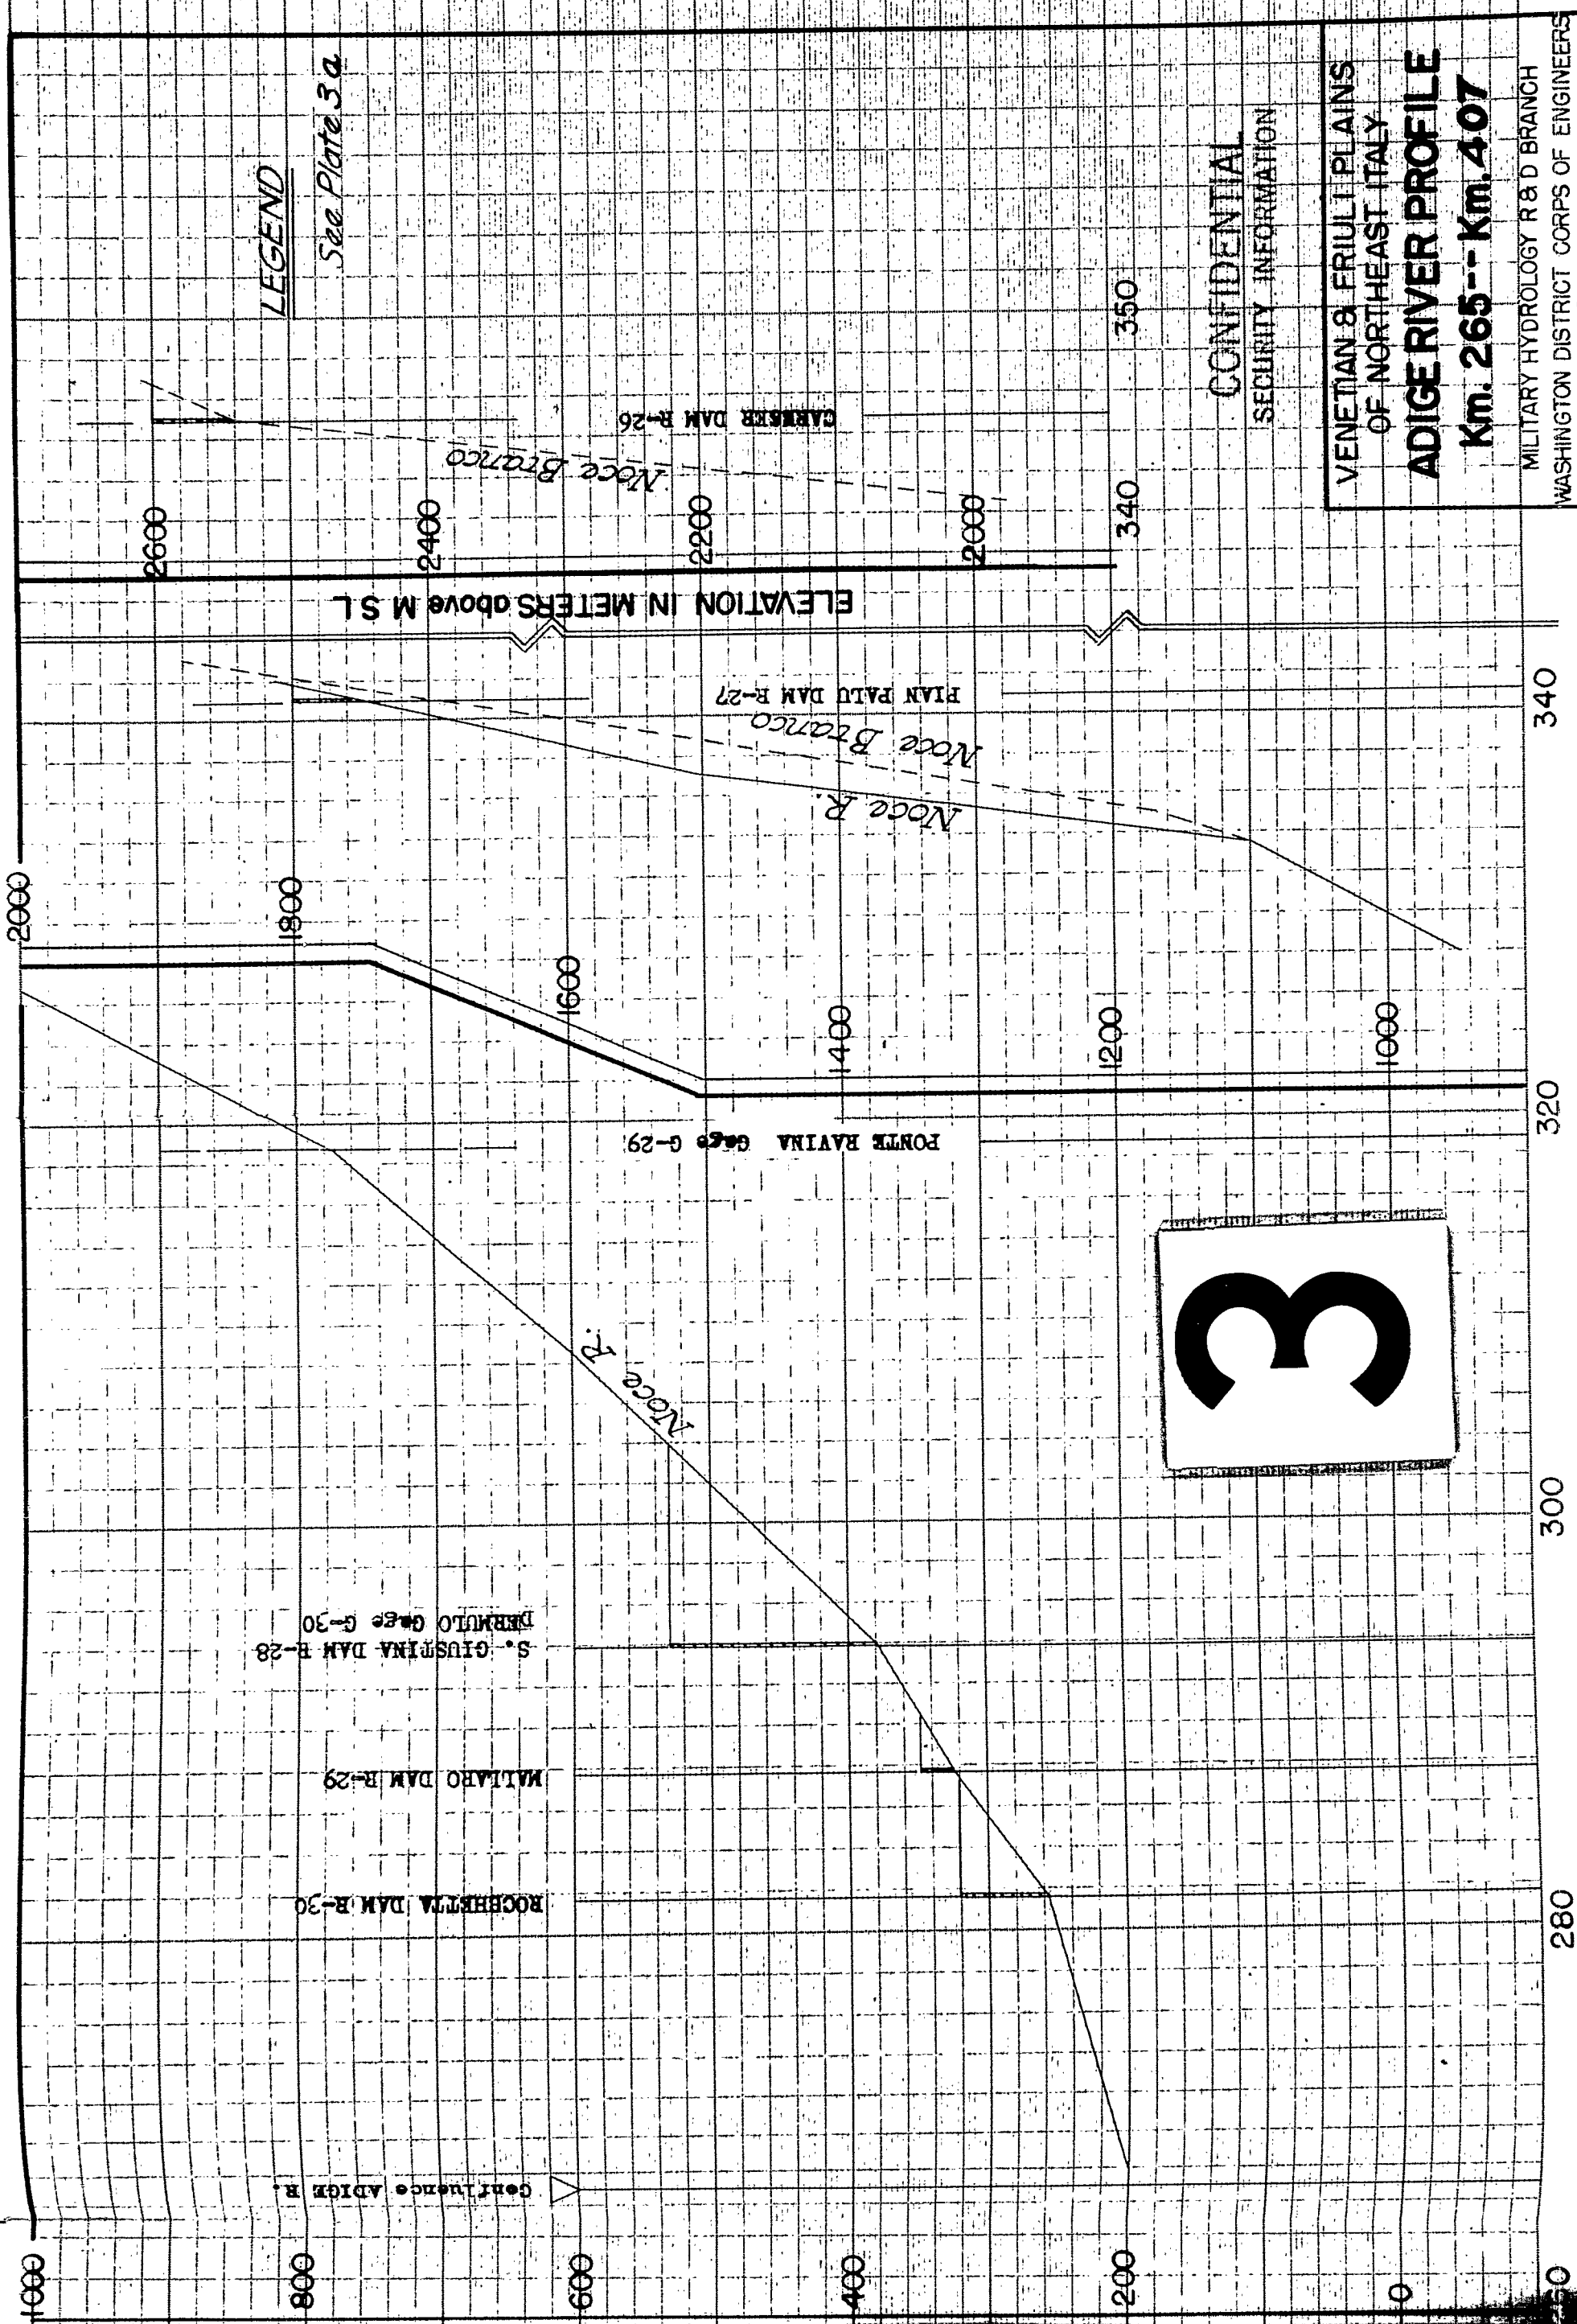 LEGEND
See Plate 3a
2600
2400
2200
2000
ELEVATION IN METERS above M S L
Noce Bianco
CARESER DAM R-26
340
350
2000
1800
1600
1400
1200
1000
Noce R.
Noce Bianco
PIAN PALU DAM R-27
340
1000
800
600
400
200
0
Confluence ADIGE R.
ROCCHETTA DAM R-30
MALLARO DAM R-29
S. GIUSTINA DAM R-28
DERMULO Gage G-30
Noce R.
PONTE RAVINA Gage G-29
280
300
320
3
CONFIDENTIAL
SECURITY INFORMATION
VENETIAN & FRIULI PLAINS
OF NORTHEAST ITALY
ADIGE RIVER PROFILE
Km. 265--Km. 407
MILITARY HYDROLOGY R & D BRANCH
WASHINGTON DISTRICT CORPS OF ENGINEERS